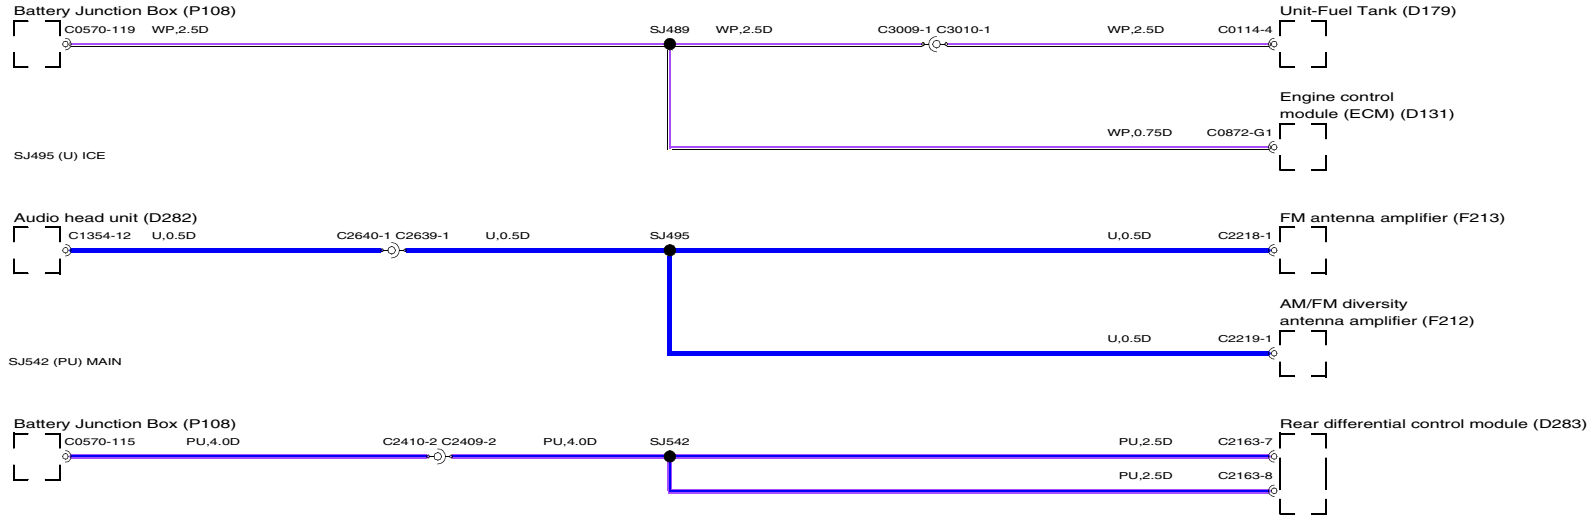 Battery Junction Box (P108)
Unit-Fuel Tank (D179)
C0570-119 WP,2.5D SJ489 WP,2.5D C3009-1 C3010-1 WP,2.5D C0114-4
Engine control
module (ECM) (D131)
WP,0.75D C0872-G1
SJ495 (U) ICE
Audio head unit (D282)
FM antenna amplifier (F213)
C1354-12 U,0.5D C2640-1 C2639-1 U,0.5D SJ495 U,0.5D C2218-1
AM/FM diversity
antenna amplifier (F212)
U,0.5D C2219-1
SJ542 (PU) MAIN
Battery Junction Box (P108)
Rear differential control module (D283)
C0570-115 PU,4.0D C2410-2 C2409-2 PU,4.0D SJ542 PU,2.5D C2163-7
PU,2.5D C2163-8